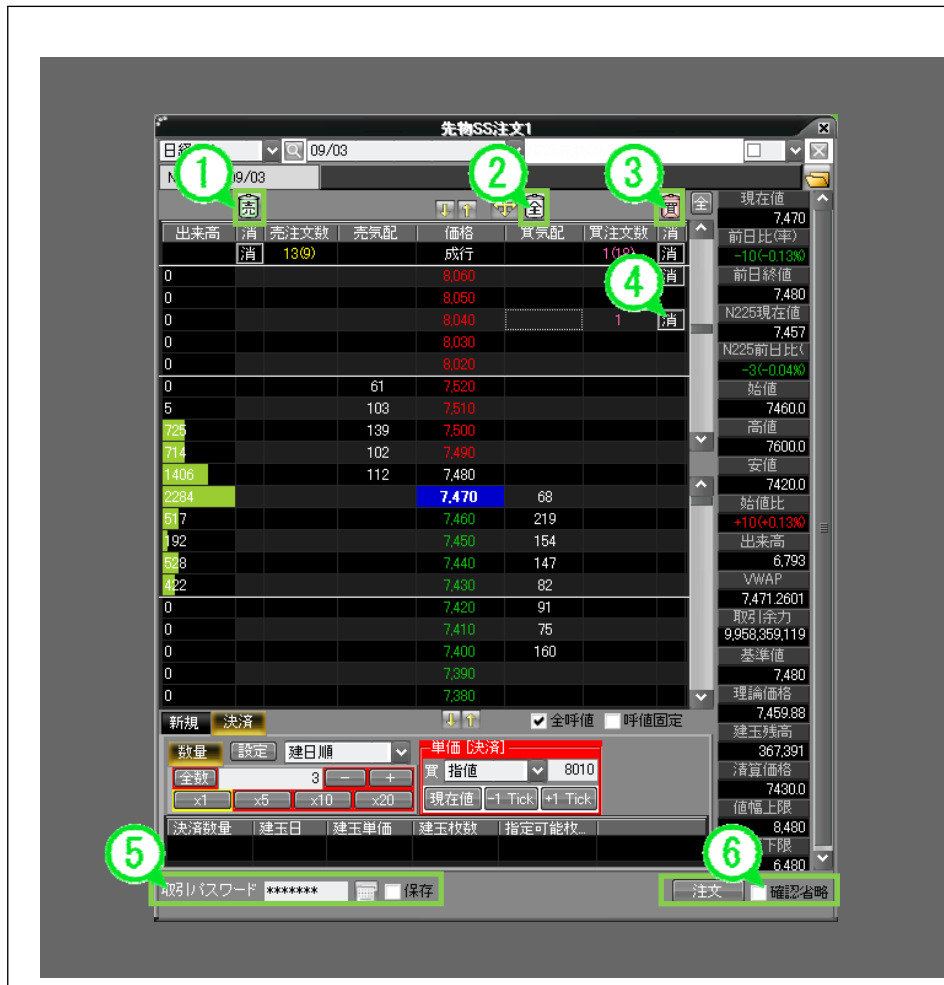 先物SS注文1
日経 09/03
N 09/03
1 2 3
売 全 買 全
出来高 消 売注文数 売気配 価格 買気配 買注文数 消
消 13(9) 成行 1(18) 消
0 8,060 消
0 8,050
4
0 8,040 1 消
0 8,030
0 8,020
0 61 7,520
5 103 7,510
725 139 7,500
714 102 7,490
1406 112 7,480
2284 7,470 68
517 7,460 219
192 7,450 154
528 7,440 147
422 7,430 82
0 7,420 91
0 7,410 75
0 7,400 160
0 7,390
0 7,380
現在値
7,470
前日比(率)
-10(-0.13%)
前日終値
7,480
N225現在値
7,457
N225前日比(
-3(-0.04%)
始値
7460.0
高値
7600.0
安値
7420.0
始値比
+10(+0.13%)
出来高
6,793
VWAP
7,471.2601
取引余力
9,958,359,119
基準値
7,480
理論価格
7,459.88
建玉残高
367,391
清算価格
7430.0
値幅上限
8,480
下限
6,480
新規 決済 全呼値 呼値固定
数量 設定 建日順
全数 3 - +
x1 x5 x10 x20
単価 [決済]
買 指値 8010
現在値 -1 Tick +1 Tick
決済数量 建玉日 建玉単価 建玉枚数 指定可能枚...
5 6
取引パスワード ******* 保存 注文 確認省略